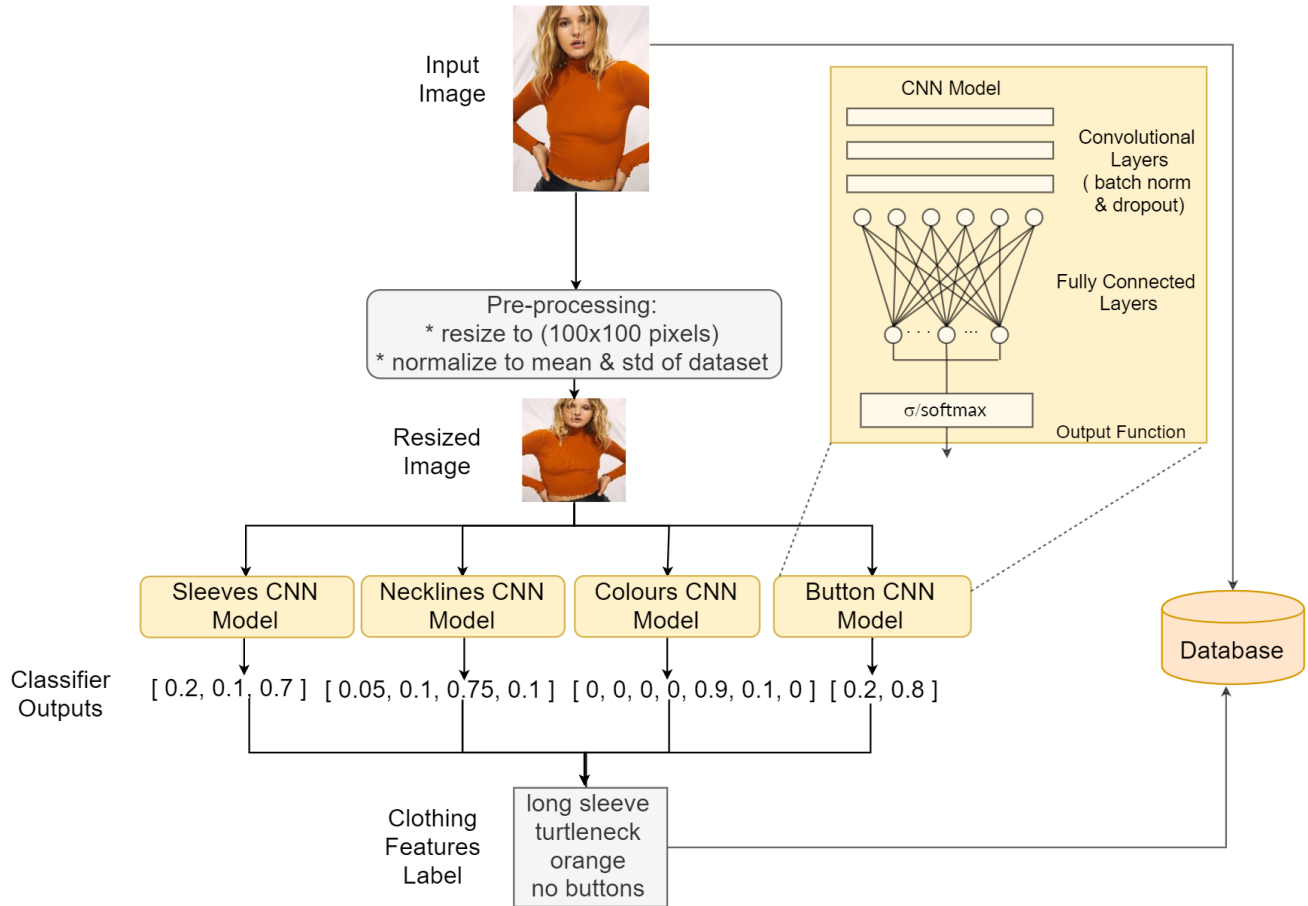 Input
Image
CNN Model
Convolutional
Layers
( batch norm
& dropout)
Fully Connected
Layers
. . . ...
σ/softmax
Output Function
Pre-processing:
* resize to (100x100 pixels)
* normalize to mean & std of dataset
Resized
Image
Sleeves CNN
Model
Necklines CNN
Model
Colours CNN
Model
Button CNN
Model
Database
Classifier
Outputs
[ 0.2, 0.1, 0.7 ]
[ 0.05, 0.1, 0.75, 0.1 ]
[ 0, 0, 0, 0, 0.9, 0.1, 0 ]
[ 0.2, 0.8 ]
Clothing
Features
Label
long sleeve
turtleneck
orange
no buttons